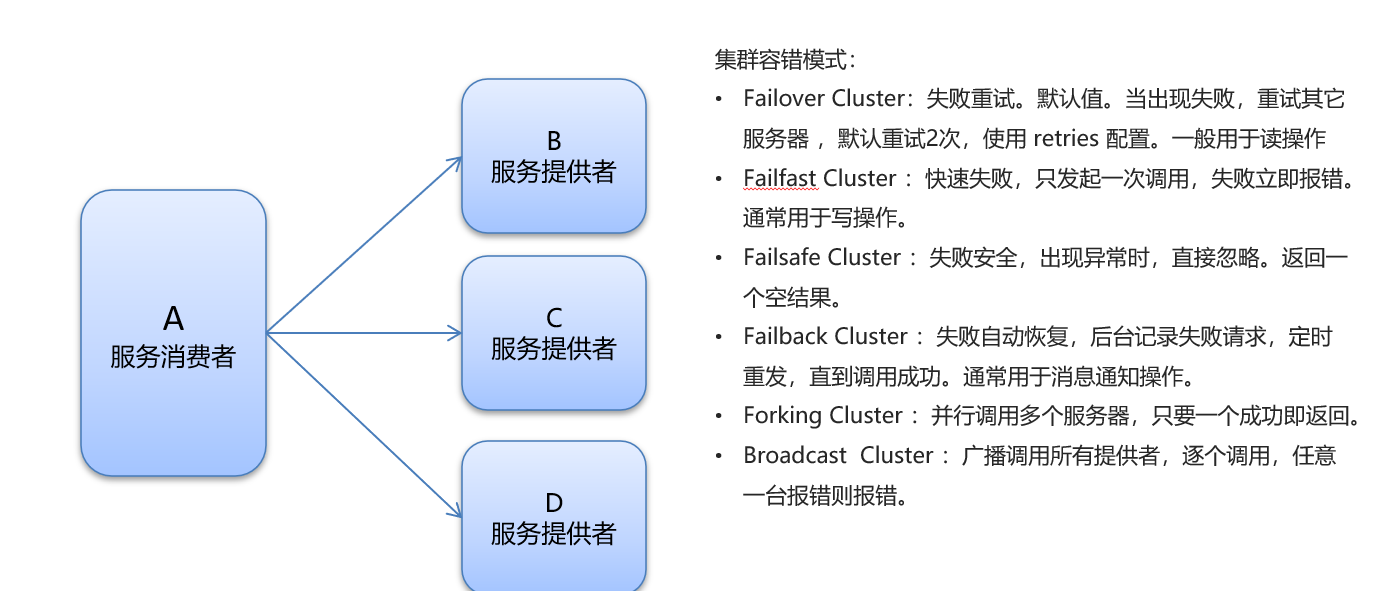 A
服务消费者
B
服务提供者
C
服务提供者
D
服务提供者
集群容错模式：
• Failover Cluster：失败重试。默认值。当出现失败，重试其它
服务器 ，默认重试2次，使用 retries 配置。一般用于读操作
• Failfast Cluster ：快速失败，只发起一次调用，失败立即报错。
通常用于写操作。
• Failsafe Cluster ：失败安全，出现异常时，直接忽略。返回一
个空结果。
• Failback Cluster ：失败自动恢复，后台记录失败请求，定时
重发，直到调用成功。通常用于消息通知操作。
• Forking Cluster ：并行调用多个服务器，只要一个成功即返回。
• Broadcast  Cluster ：广播调用所有提供者，逐个调用，任意
一台报错则报错。